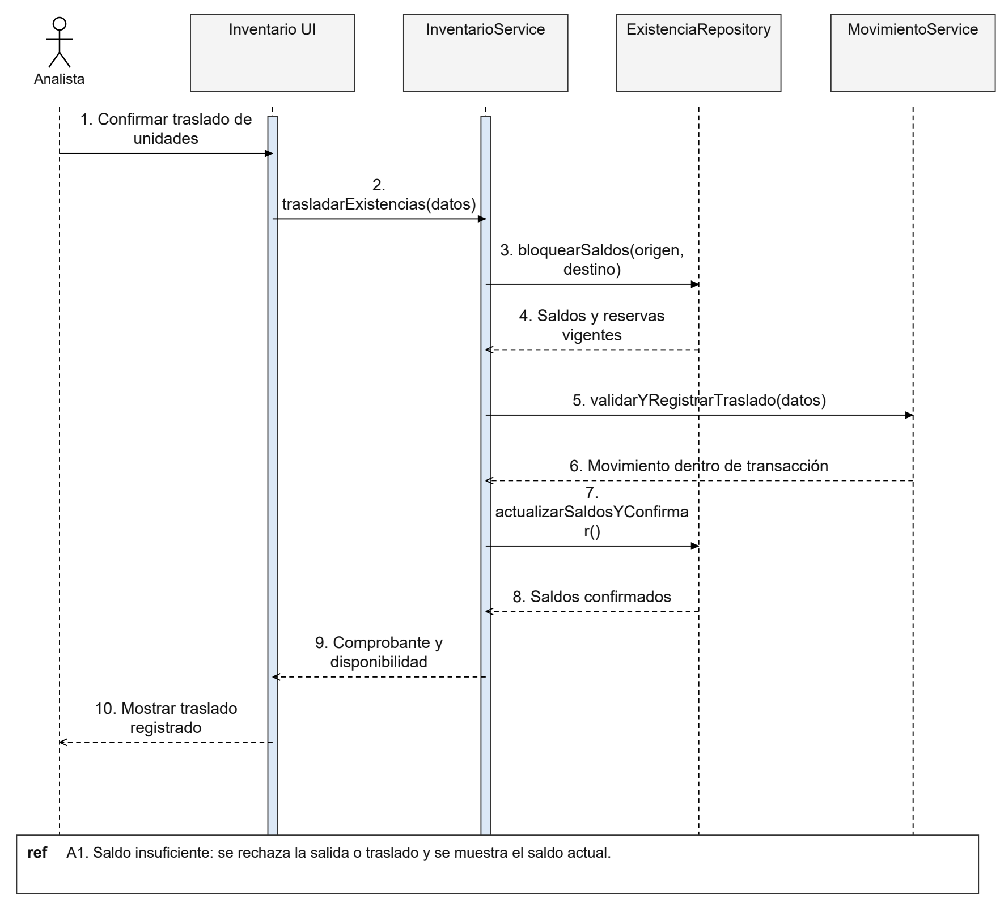 Analista
Inventario UI
InventarioService
ExistenciaRepository
MovimientoService
1. Confirmar traslado de
unidades
2.
trasladarExistencias(datos)
3. bloquearSaldos(origen,
destino)
4. Saldos y reservas
vigentes
5. validarYRegistrarTraslado(datos)
6. Movimiento dentro de transacción
7.
actualizarSaldosYConfirma
r()
8. Saldos confirmados
9. Comprobante y
disponibilidad
10. Mostrar traslado
registrado
ref A1. Saldo insuficiente: se rechaza la salida o traslado y se muestra el saldo actual.